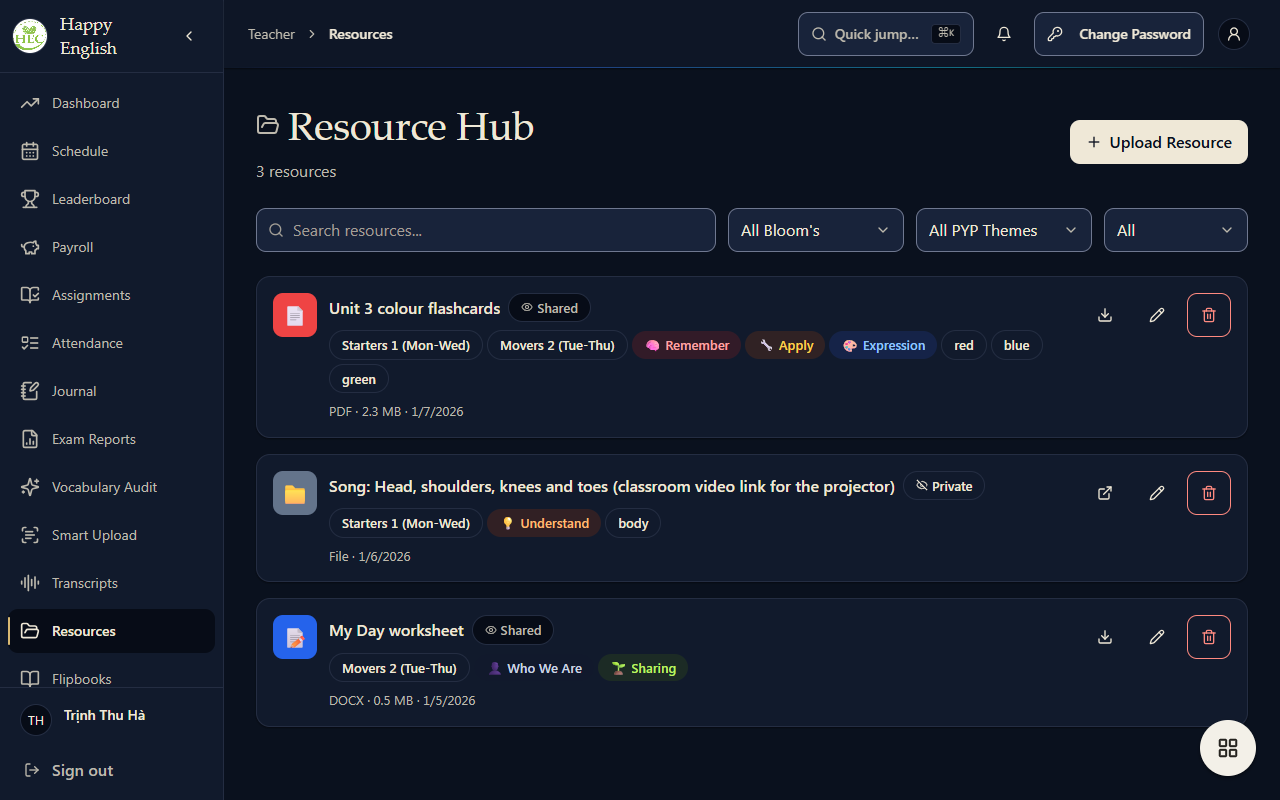 HEC
Happy
English
Teacher
Resources
Quick jump...
⌘K
Change Password
Dashboard
Schedule
Leaderboard
Payroll
Assignments
Attendance
Journal
Exam Reports
Vocabulary Audit
Smart Upload
Transcripts
Resources
Flipbooks
TH
Trịnh Thu Hà
Sign out
Resource Hub
3 resources
+ Upload Resource
Search resources...
All Bloom's
All PYP Themes
All
Unit 3 colour flashcards
Shared
Starters 1 (Mon-Wed)
Movers 2 (Tue-Thu)
Remember
Apply
Expression
red
blue
green
PDF · 2.3 MB · 1/7/2026
Song: Head, shoulders, knees and toes (classroom video link for the projector)
Private
Starters 1 (Mon-Wed)
Understand
body
File · 1/6/2026
My Day worksheet
Shared
Movers 2 (Tue-Thu)
Who We Are
Sharing
DOCX · 0.5 MB · 1/5/2026